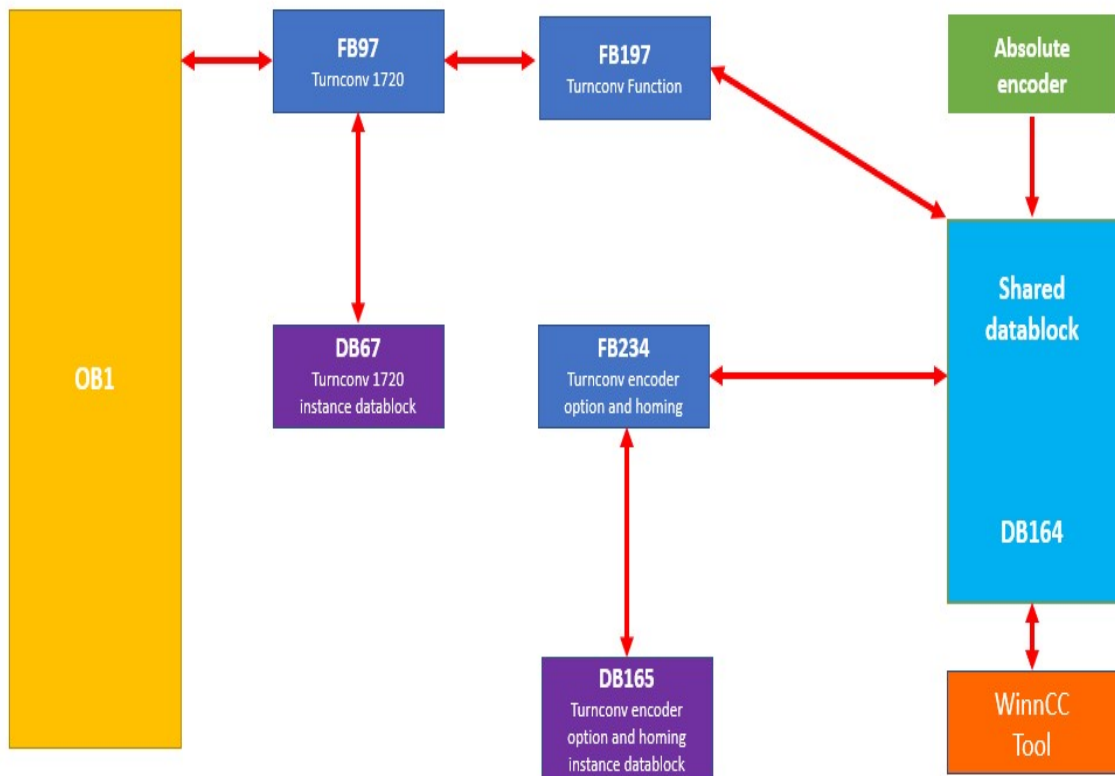 OB1
FB97
Turnconv 1720
FB197
Turnconv Function
Absolute
encoder
DB67
Turnconv 1720
instance datablock
FB234
Turnconv encoder
option and homing
Shared
datablock
DB164
DB165
Turnconv encoder
option and homing
instance datablock
WinnCC
Tool